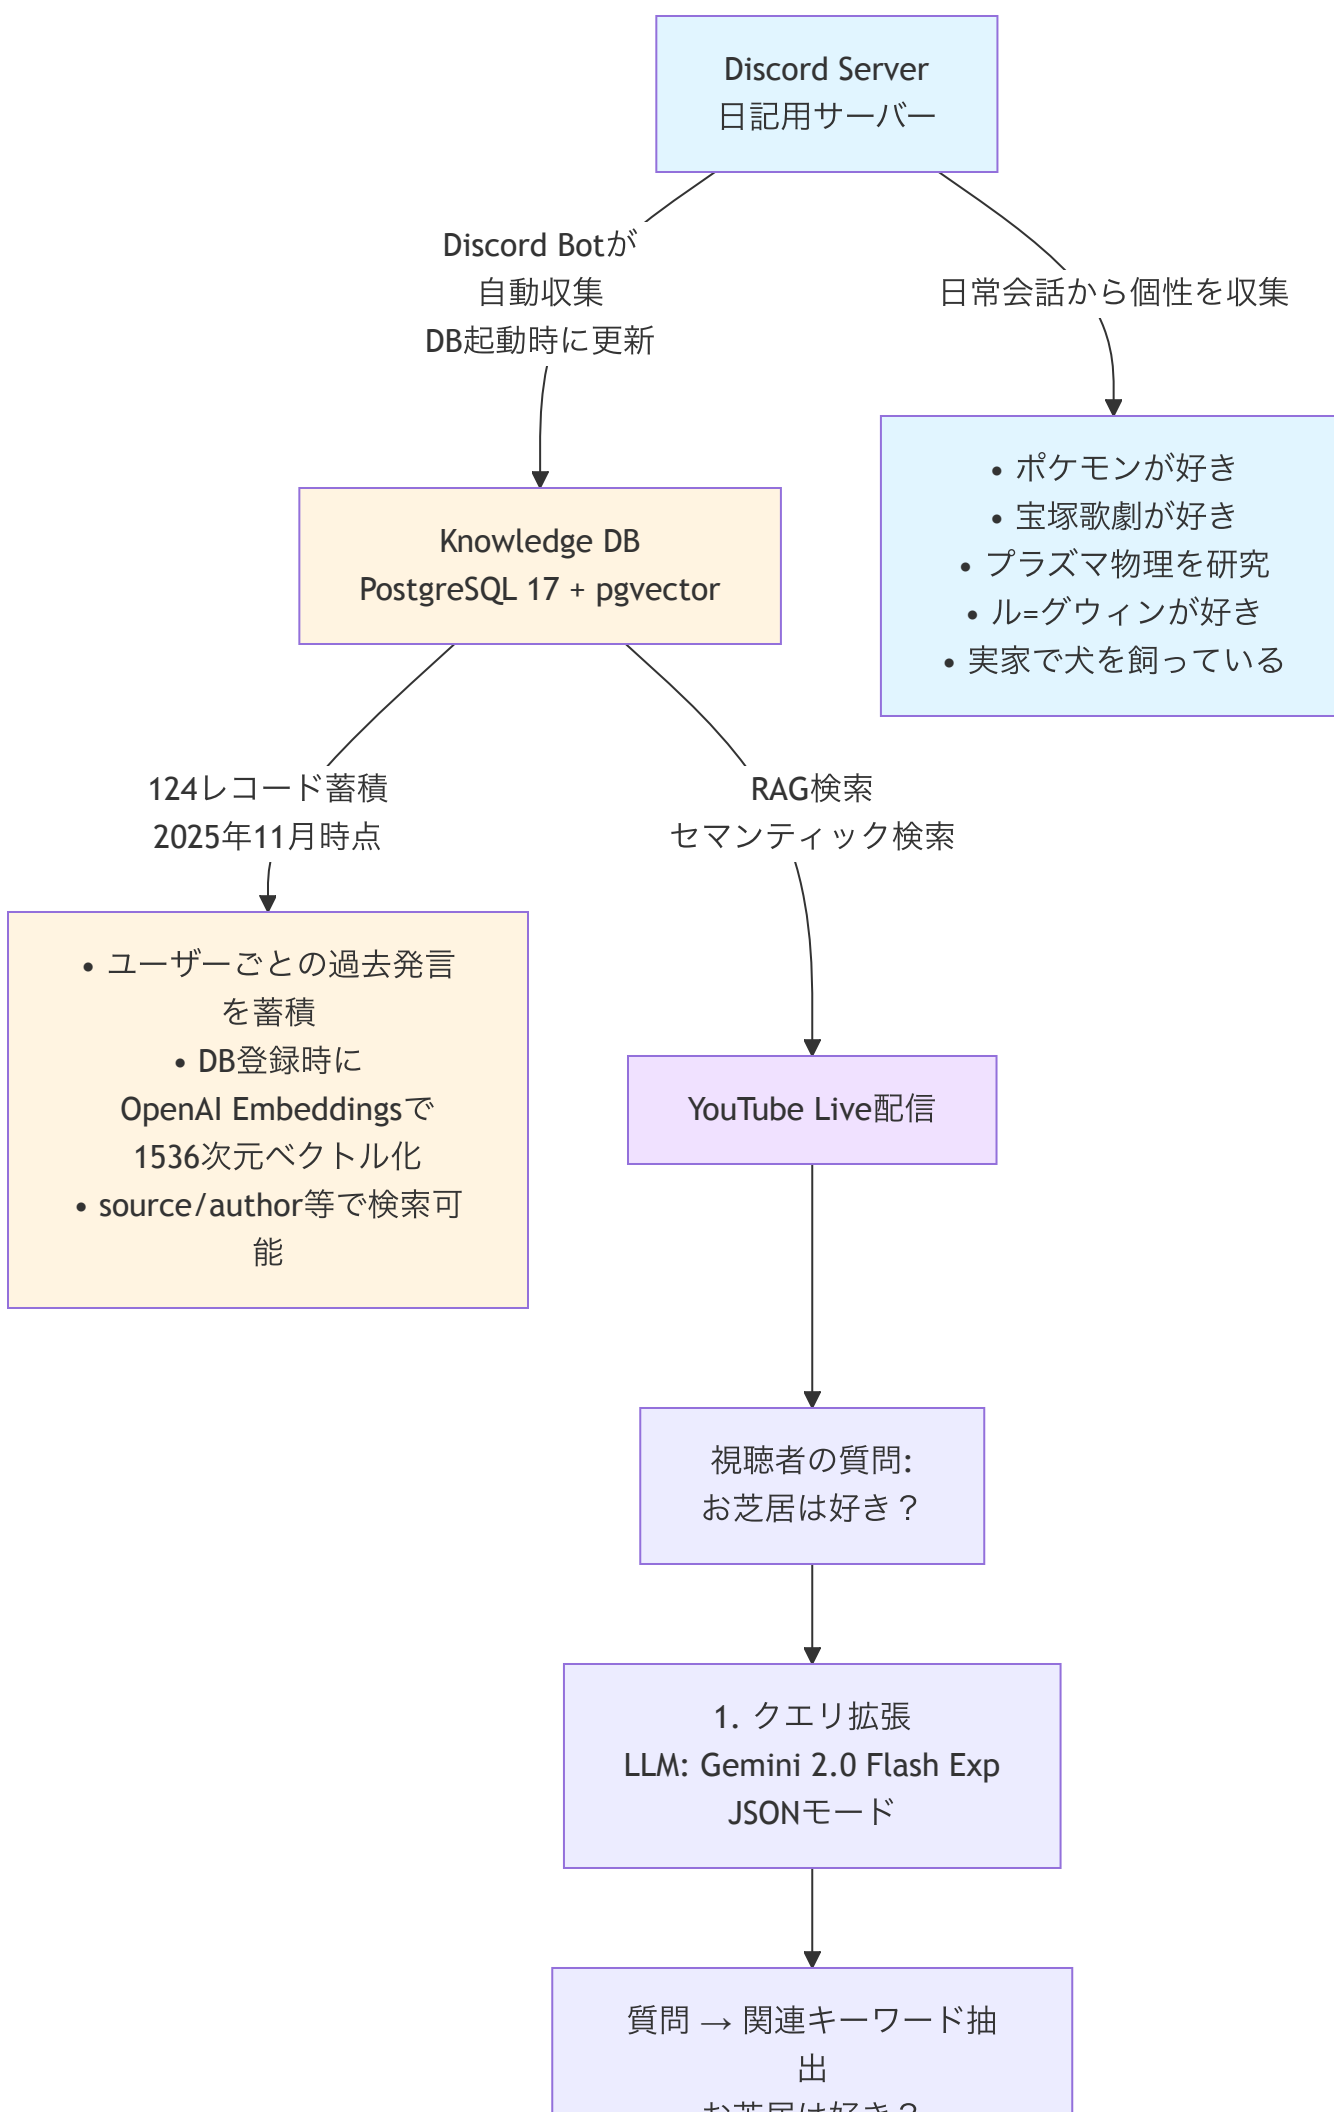 Discord Server
日記用サーバー
Discord Botが
自動収集
DB起動時に更新
日常会話から個性を収集
• ポケモンが好き
• 宝塚歌劇が好き
• プラズマ物理を研究
• ル=グウィンが好き
• 実家で犬を飼っている
Knowledge DB
PostgreSQL 17 + pgvector
124レコード蓄積
2025年11月時点
RAG検索
セマンティック検索
• ユーザーごとの過去発言
を蓄積
• DB登録時に
OpenAI Embeddingsで
1536次元ベクトル化
• source/author等で検索可
能
YouTube Live配信
視聴者の質問:
お芝居は好き？
1. クエリ拡張
LLM: Gemini 2.0 Flash Exp
JSONモード
質問 → 関連キーワード抽
出
お芝居は好き？